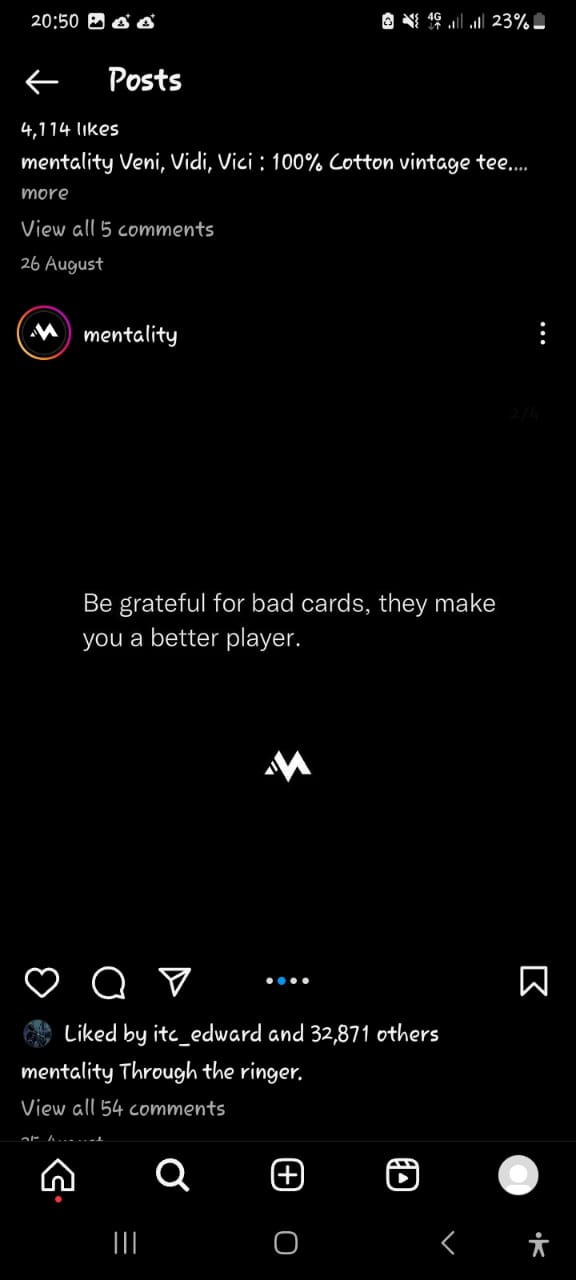 20:50
4G
23%
Posts
4,114 likes
mentality Veni, Vidi, Vici : 100% Cotton vintage tee....
more
View all 5 comments
26 August
mentality
2/4
Be grateful for bad cards, they make
you a better player.
Liked by itc_edward and 32,871 others
mentality Through the ringer.
View all 54 comments
25 August